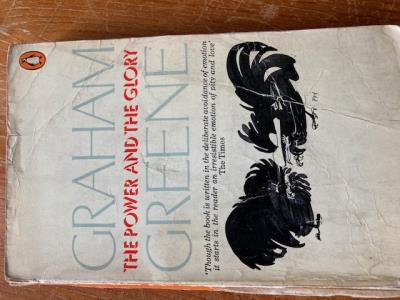 GRAHAM
THE POWER AND THE GLORY
GREENE
'Though the book is written in the deliberate avoidance of emotion
it starts in the reader an irresistible emotion of pity and love'
The Times
PH